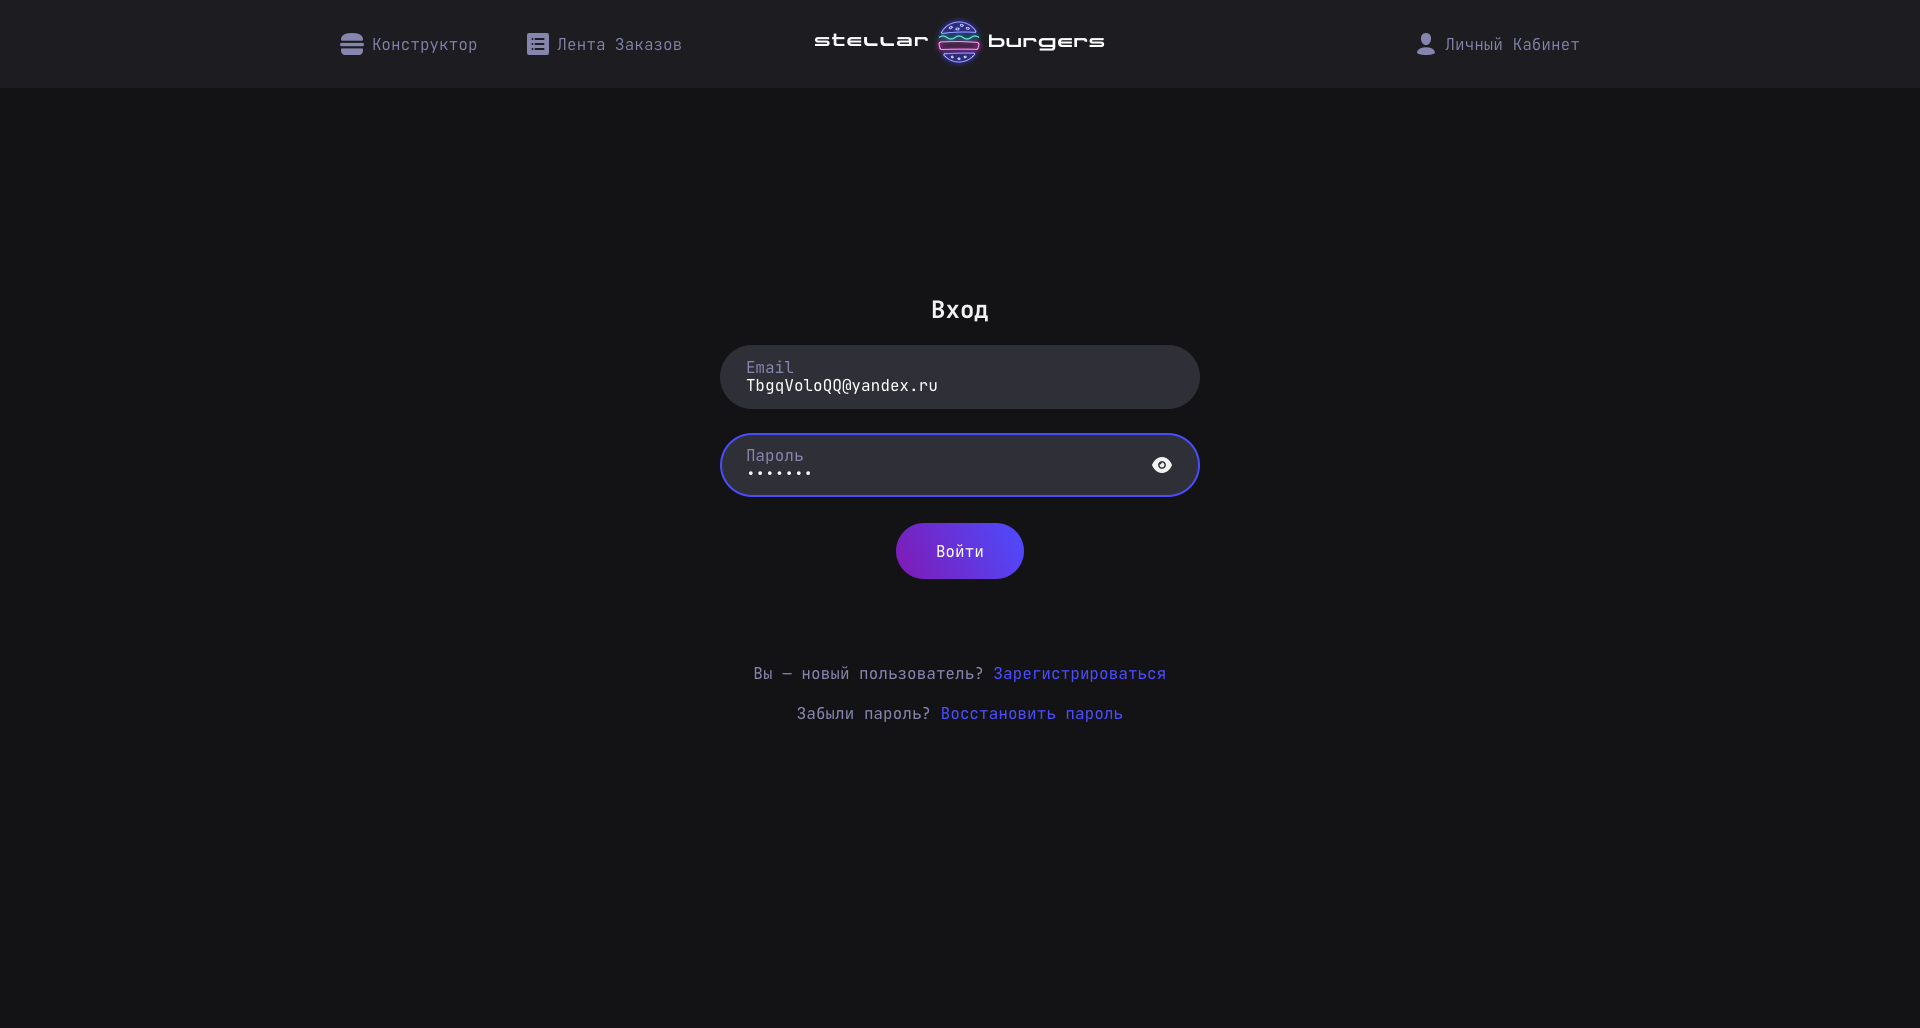 Конструктор
Лента Заказов
stellar burgers
Личный Кабинет
Вход
Email
TbgqVoloQQ@yandex.ru
Пароль
•••••••
Войти
Вы — новый пользователь? Зарегистрироваться
Забыли пароль? Восстановить пароль